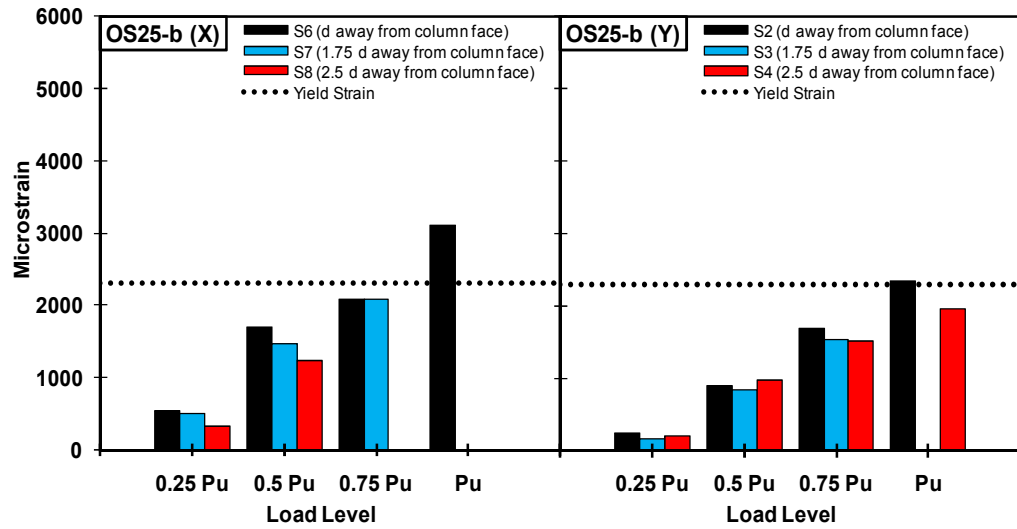 OS25-b (X)
S6 (d away from column face)
S7 (1.75 d away from column face)
S8 (2.5 d away from column face)
Yield Strain
OS25-b (Y)
S2 (d away from column face)
S3 (1.75 d away from column face)
S4 (2.5 d away from column face)
Yield Strain
Microstrain
6000
5000
4000
3000
2000
1000
0
0.25 Pu 0.5 Pu 0.75 Pu Pu
Load Level
0.25 Pu 0.5 Pu 0.75 Pu Pu
Load Level